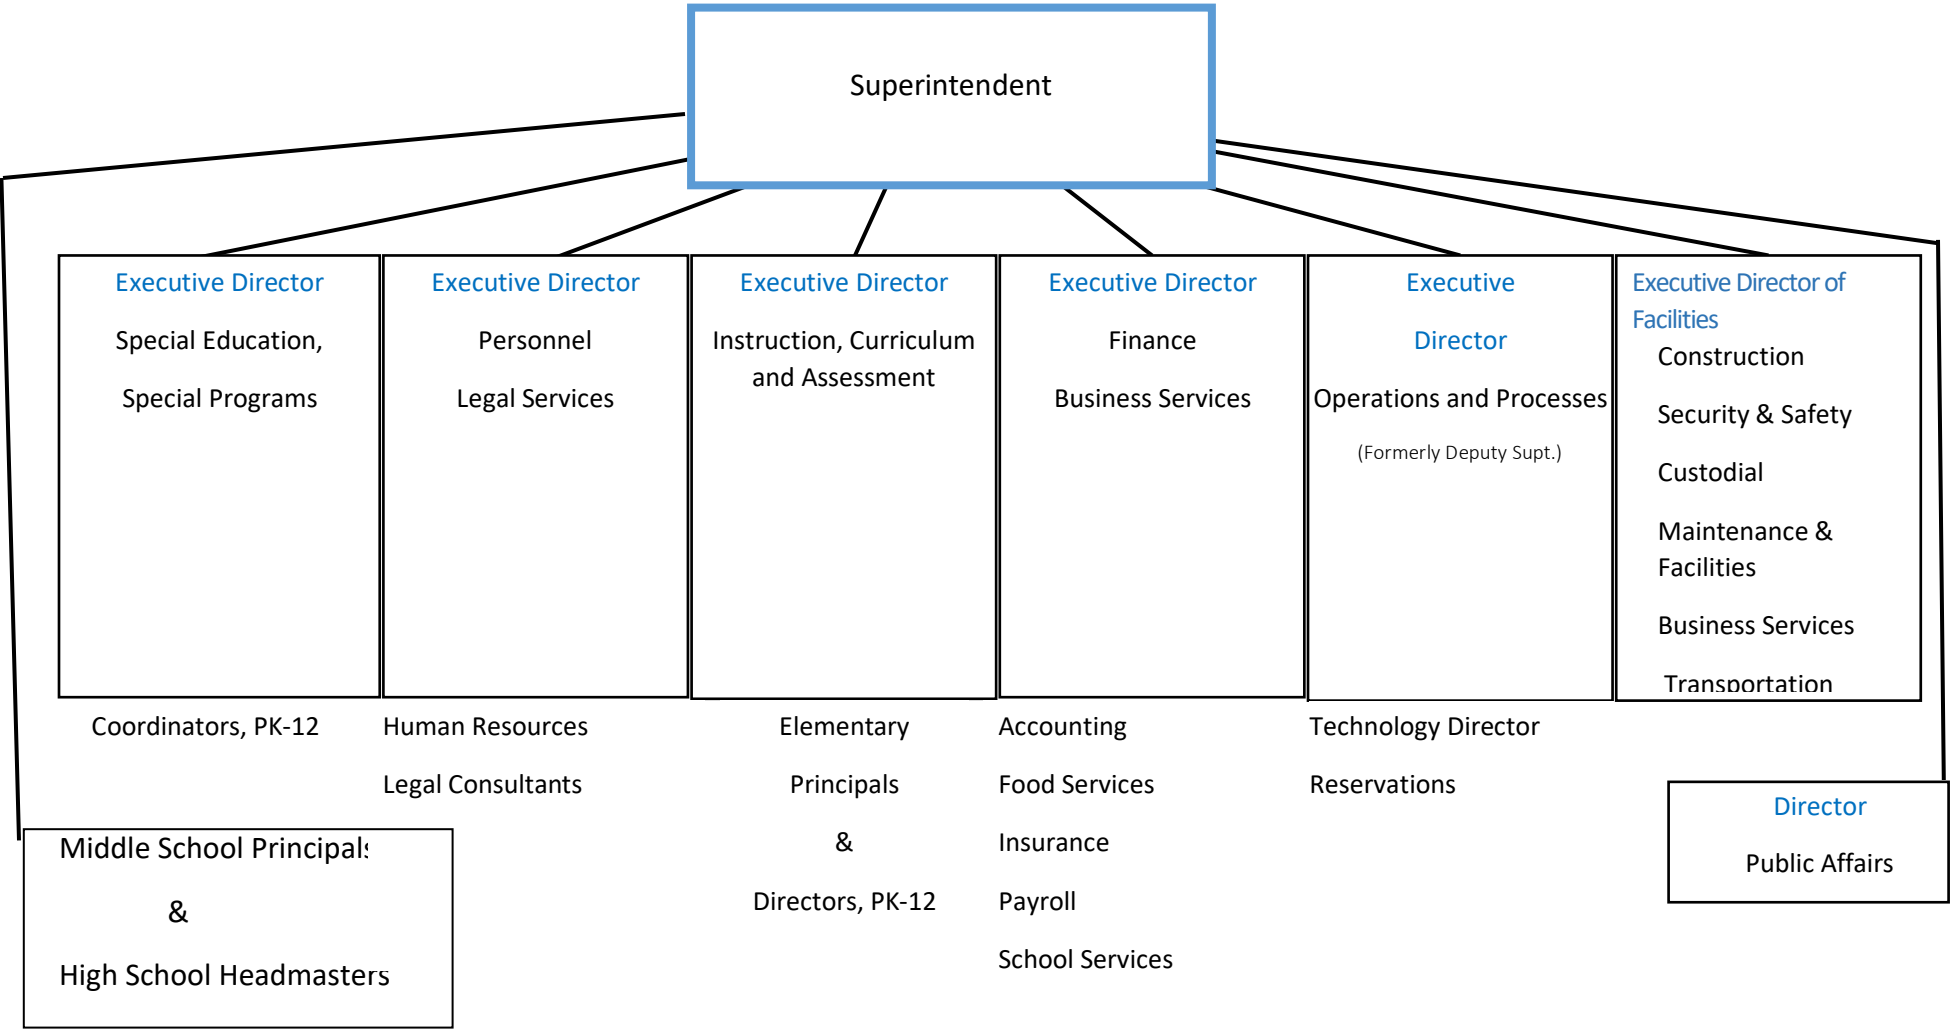 Superintendent
Executive Director
Special Education,
Special Programs
Executive Director
Personnel
Legal Services
Executive Director
Instruction, Curriculum
and Assessment
Executive Director
Finance
Business Services
Executive
Director
Operations and Processes
(Formerly Deputy Supt.)
Executive Director of
Facilities
Construction
Security & Safety
Custodial
Maintenance &
Facilities
Business Services
Transportation
Coordinators, PK-12
Human Resources
Legal Consultants
Elementary
Principals
&
Directors, PK-12
Accounting
Food Services
Insurance
Payroll
School Services
Technology Director
Reservations
Middle School Principals
&
High School Headmasters
Director
Public Affairs